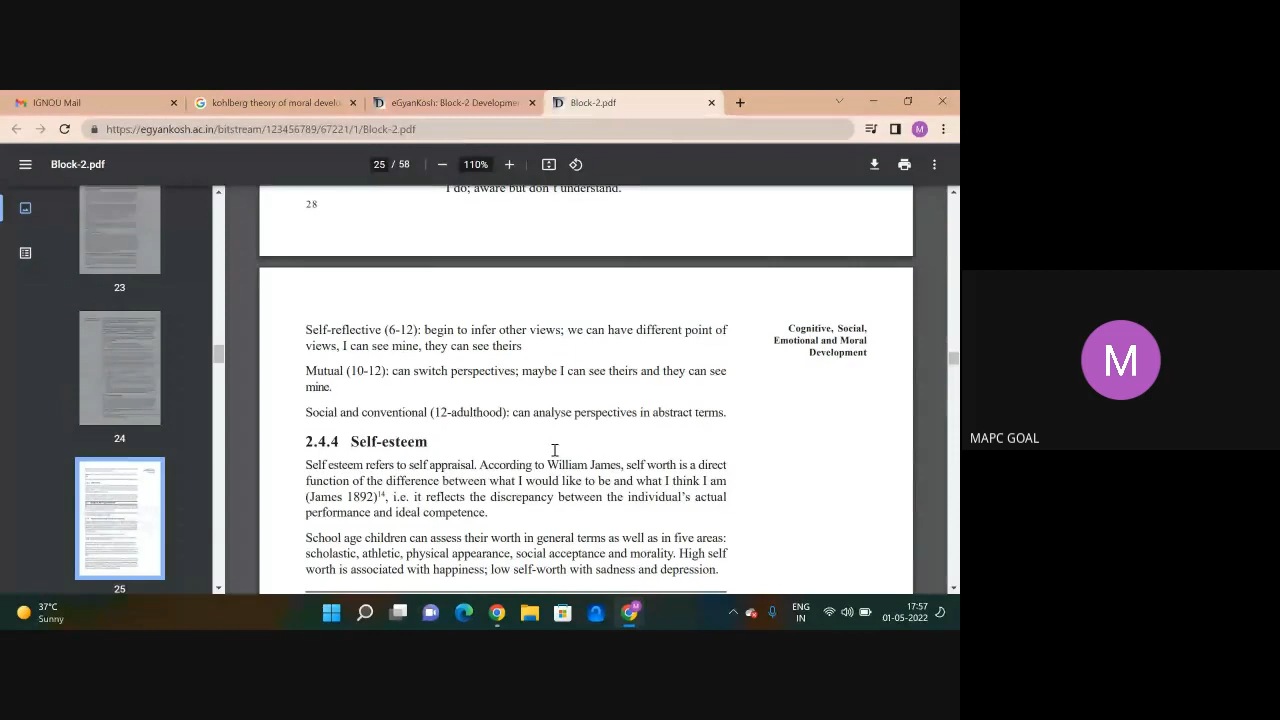 IGNOU Mail
kohlberg theory of moral develo
eGyanKosh: Block-2 Developme
Block-2.pdf
https://egyankosh.ac.in/bitstream/123456789/67221/1/Block-2.pdf
M
Block-2.pdf
25 / 58
110%
I do; aware but don't understand.
28
23
24
25
Self-reflective (6-12): begin to infer other views; we can have different point of
views, I can see mine, they can see theirs
Mutual (10-12): can switch perspectives; maybe I can see theirs and they can see
mine.
Social and conventional (12-adulthood): can analyse perspectives in abstract terms.
2.4.4 Self-esteem
Self esteem refers to self appraisal. According to William James, self worth is a direct
function of the difference between what I would like to be and what I think I am
(James 1892)14, i.e. it reflects the discrepancy between the individual's actual
performance and ideal competence.
School age children can assess their worth in general terms as well as in five areas:
scholastic, athletic, physical appearance, social acceptance and morality. High self
worth is associated with happiness; low self-worth with sadness and depression.
Cognitive, Social,
Emotional and Moral
Development
37°C
Sunny
ENG
IN
17:57
01-05-2022
M
MAPC GOAL